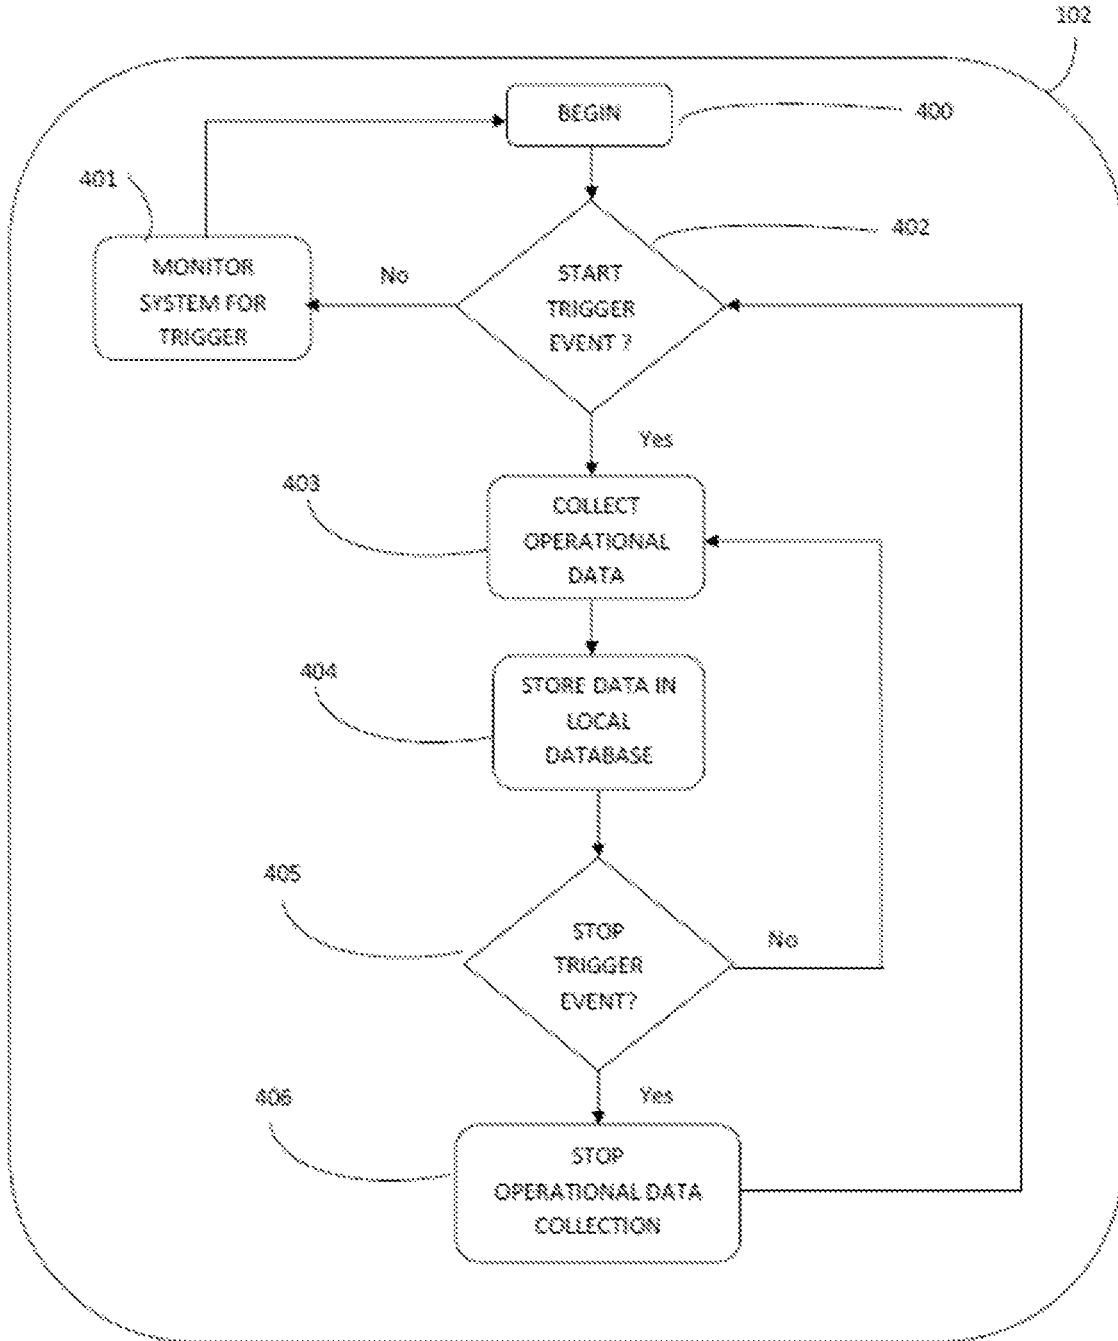 102
BEGIN
400
401
402
MONITOR
SYSTEM FOR
TRIGGER
No
START
TRIGGER
EVENT ?
Yes
403
COLLECT
OPERATIONAL
DATA
404
STORE DATA IN
LOCAL
DATABASE
405
STOP
TRIGGER
EVENT?
No
406
Yes
STOP
OPERATIONAL DATA
COLLECTION